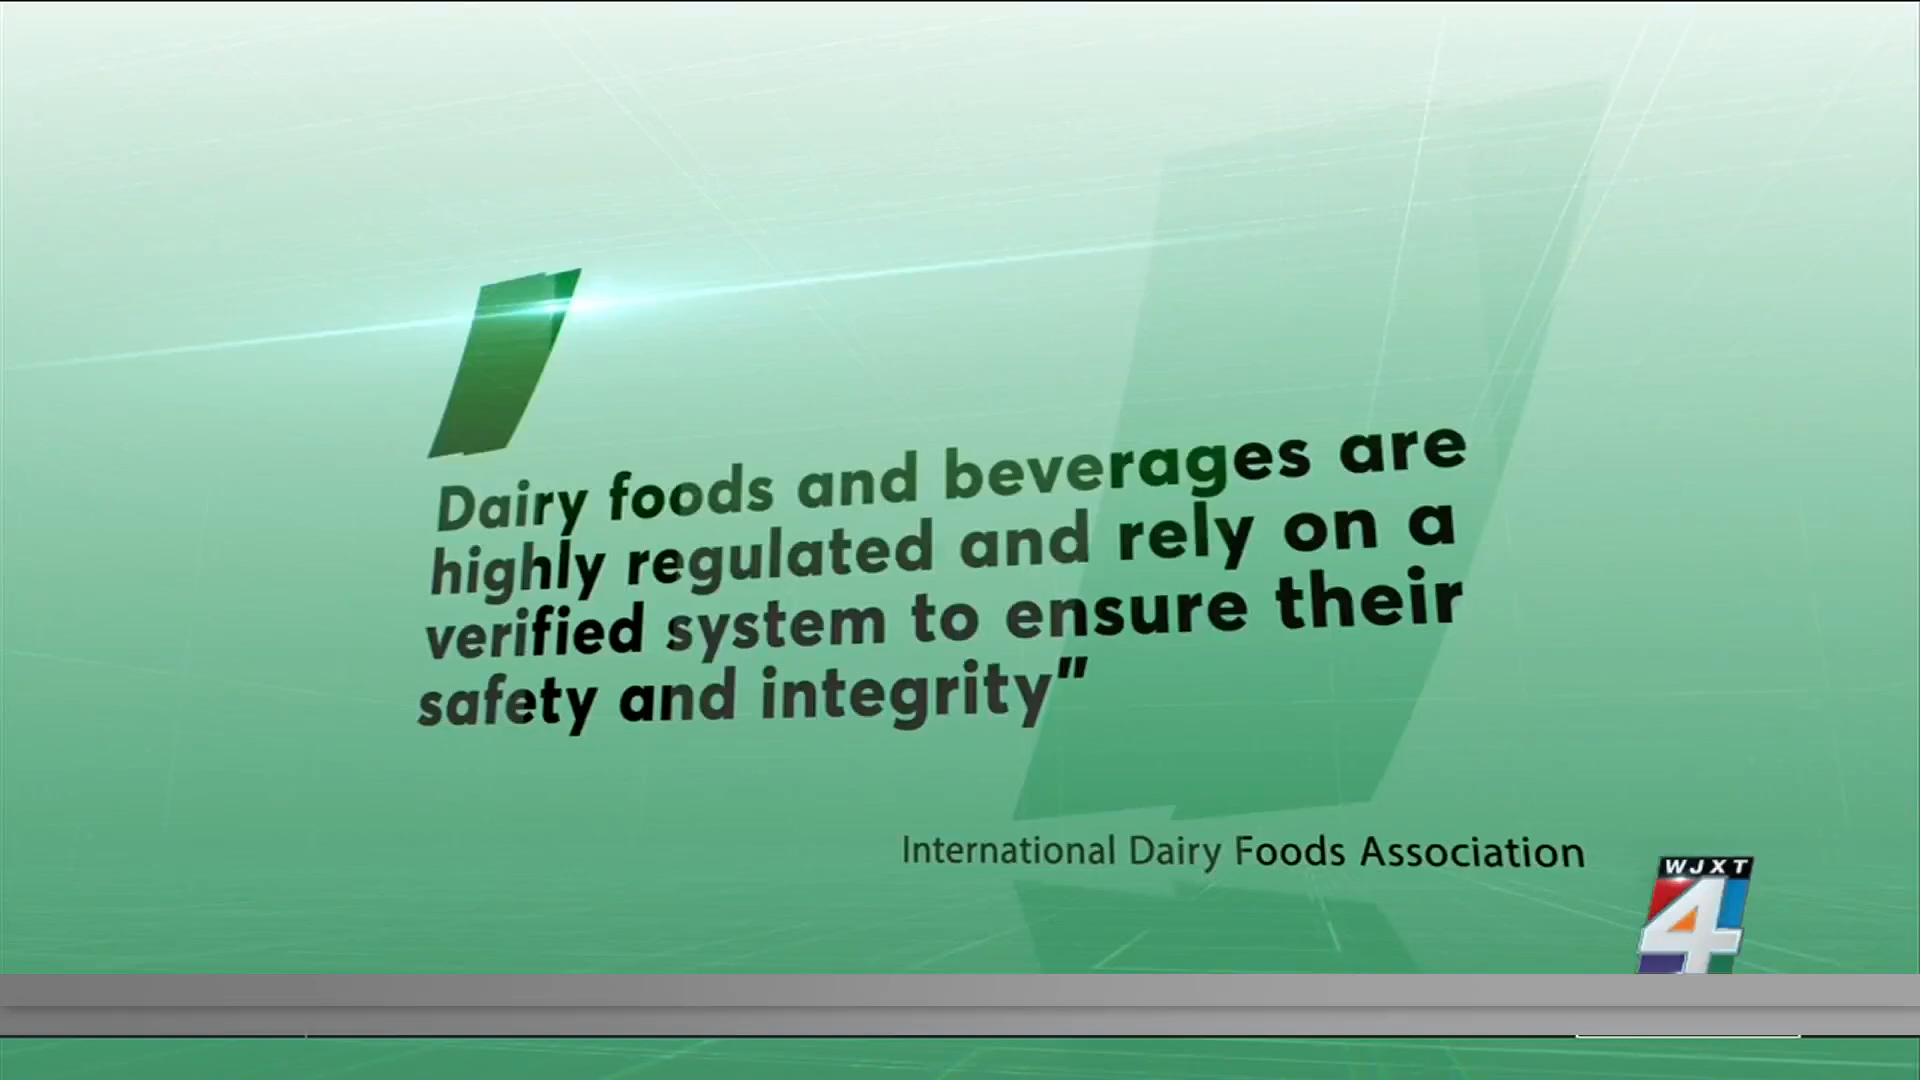 Dairy foods and beverages are
highly regulated and rely on a
verified system to ensure their
safety and integrity"
International Dairy Foods Association
WJXT
4